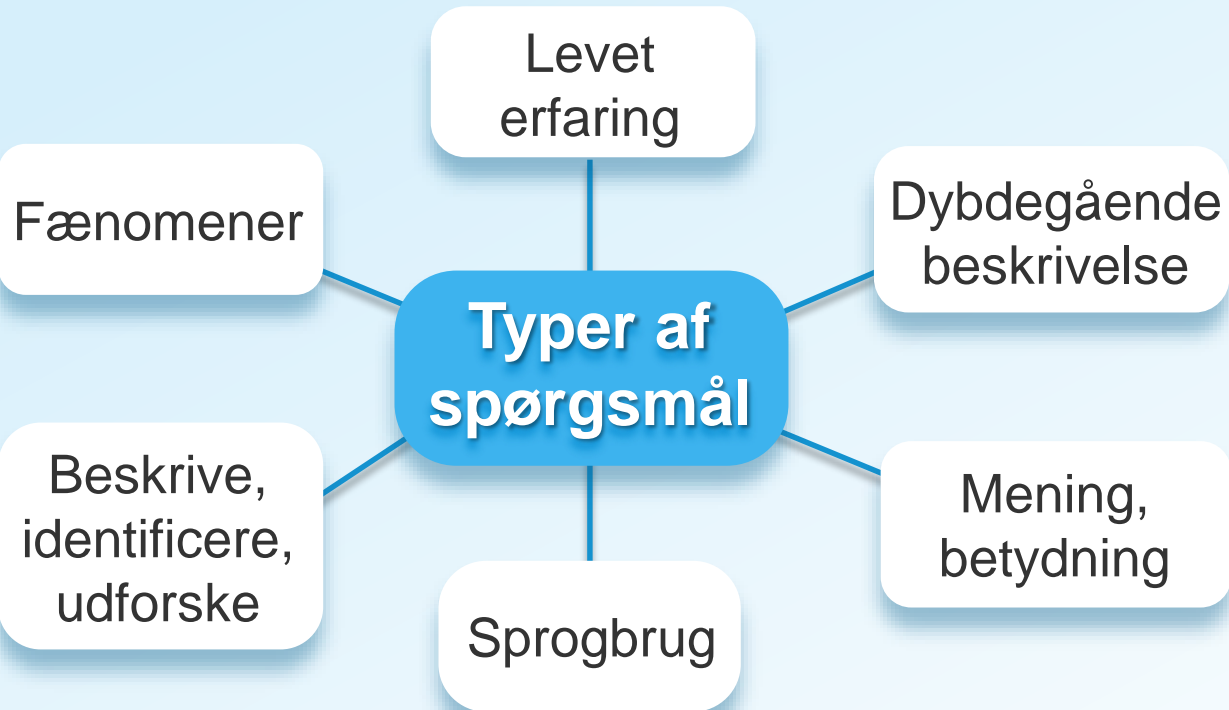 Levet
erfaring
Fænomener
Dybdegående
beskrivelse
Typer af
spørgsmål
Beskrive,
identificere,
udforske
Mening,
betydning
Sprogbrug